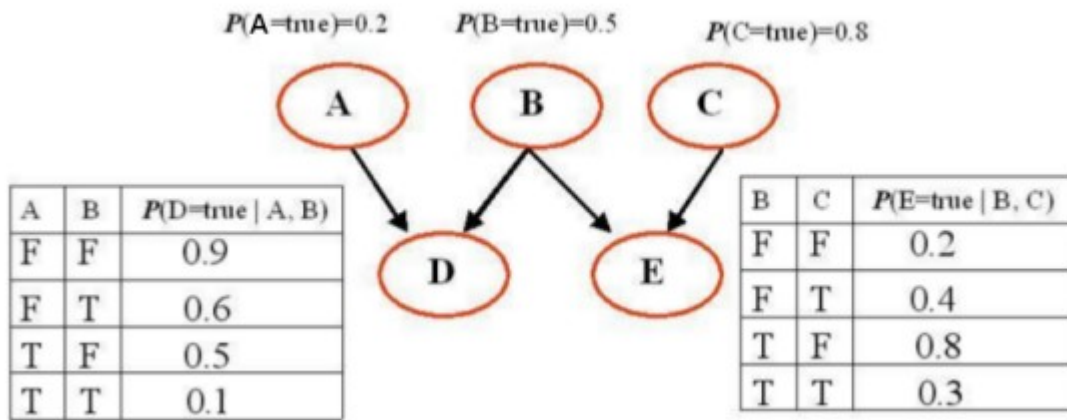 P(A=true)=0.2 P(B=true)=0.5 P(C=true)=0.8
A B C
A B P(D=true | A, B)
F F 0.9
F T 0.6
T F 0.5
T T 0.1
D E
B C P(E=true | B, C)
F F 0.2
F T 0.4
T F 0.8
T T 0.3